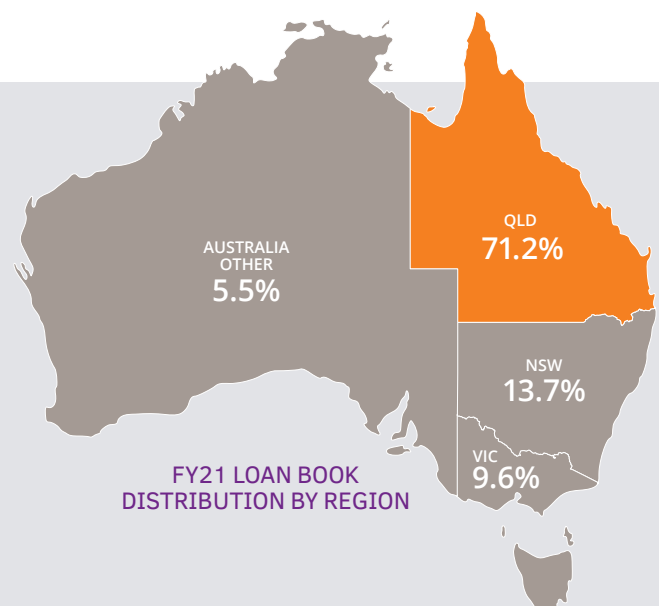 QLD
71.2%
AUSTRALIA
OTHER
5.5%
NSW
13.7%
VIC
9.6%
FY21 LOAN BOOK
DISTRIBUTION BY REGION